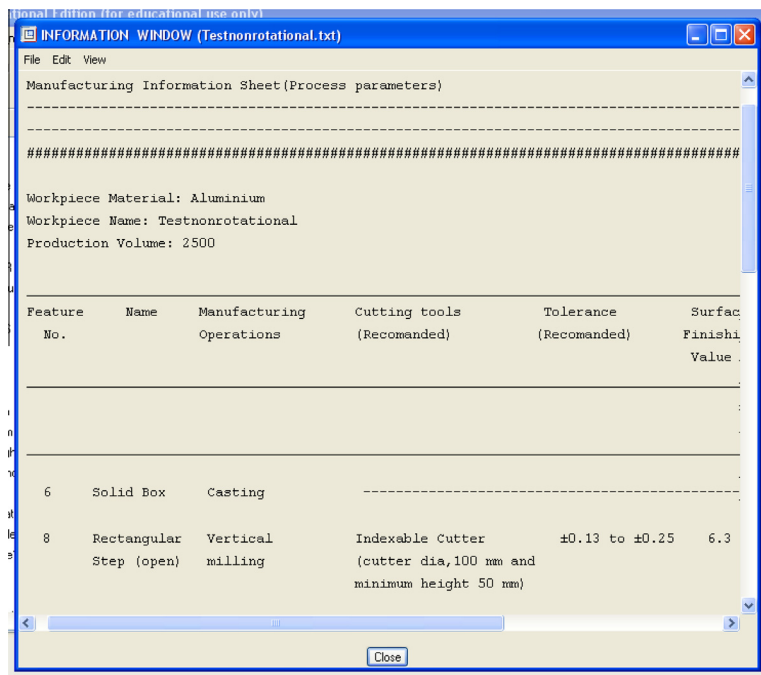 tional Edition (for educational use only)
INFORMATION WINDOW (Testnonrotational.txt)
File Edit View
Manufacturing Information Sheet(Process parameters)
--------------------------------------------------------------------------------------
--------------------------------------------------------------------------------------
######################################################################################
Workpiece Material: Aluminium
Workpiece Name: Testnonrotational
Production Volume: 2500
Feature Name Manufacturing Cutting tools Tolerance Surfac
No. Operations (Recomanded) (Recomanded) Finishi
Value
6 Solid Box Casting ----------------------------------------------
8 Rectangular Vertical Indexable Cutter ±0.13 to ±0.25 6.3
Step (open) milling (cutter dia,100 mm and
minimum height 50 mm)
Close